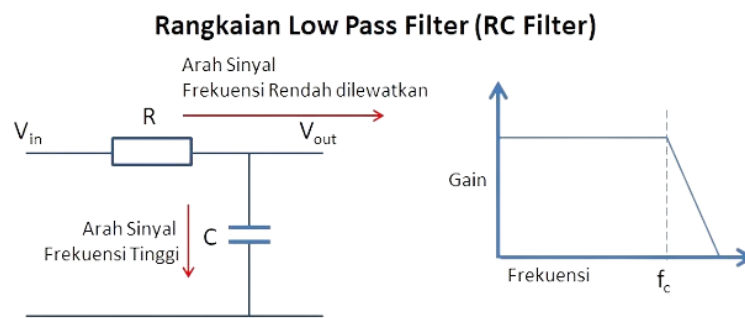 Rangkaian Low Pass Filter (RC Filter)
Arah Sinyal
Frekuensi Rendah dilewatkan
R
Vin
Vout
Arah Sinyal
Frekuensi Tinggi
C
Gain
Frekuensi
fc